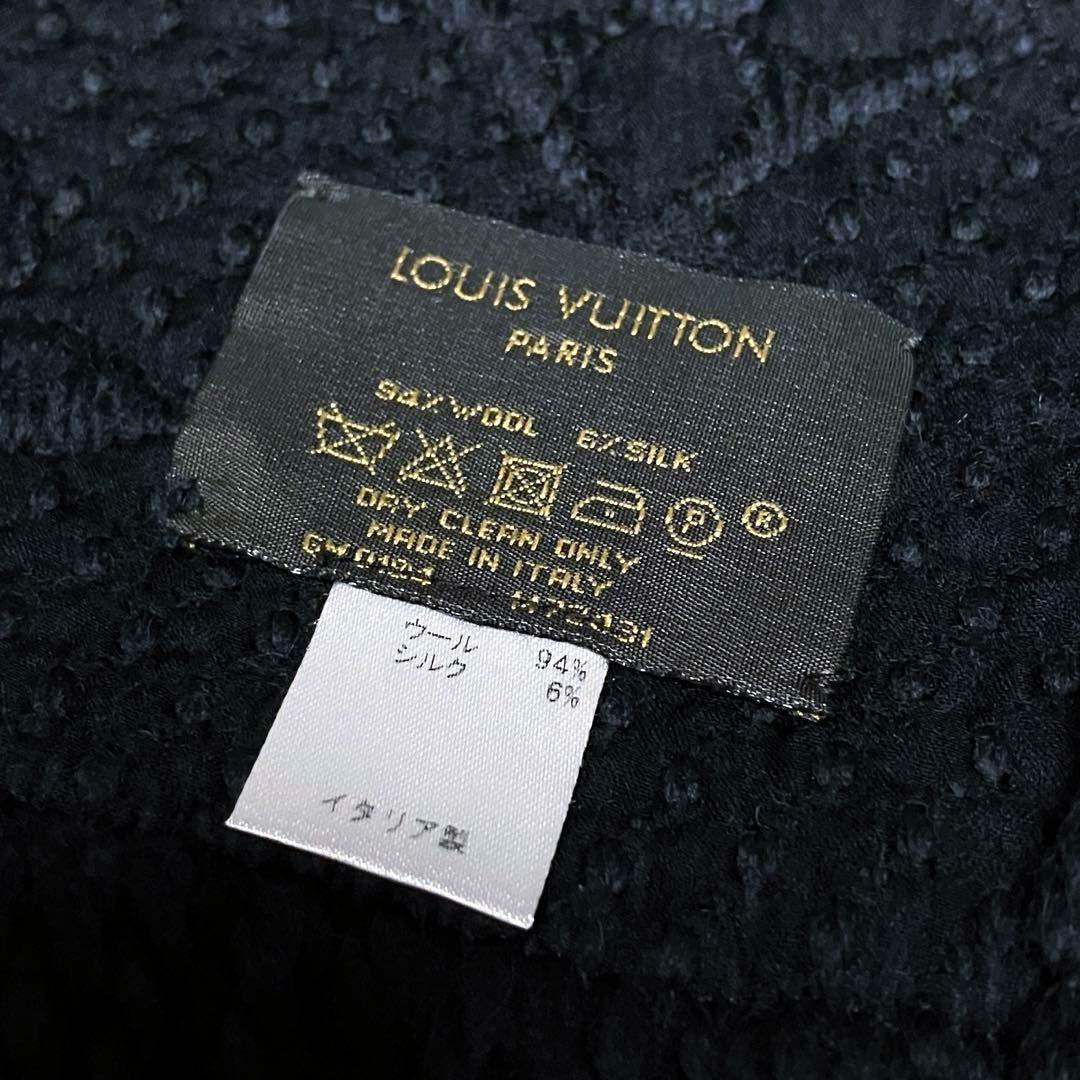 LOUIS VUITTON
PARIS
94% WOOL 6% SILK
P ®
DRY CLEAN ONLY
MADE IN ITALY
M72431
ウール 94%
シルク 6%
イタリア製